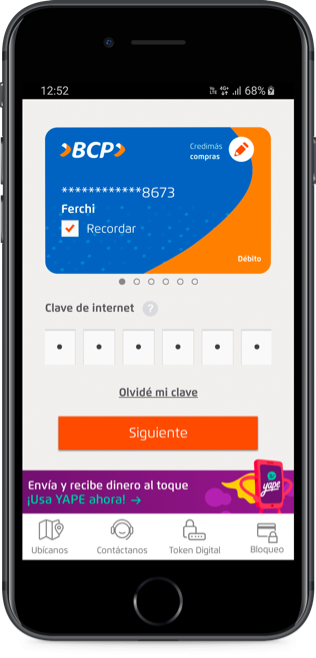 12:52
4G+ 68%
BCP
Credimás
compras
************8673
Ferchi
Recordar
Débito
Clave de internet ?
Olvidé mi clave
Siguiente
Envía y recibe dinero al toque
¡Usa YAPE ahora! →
yape
Ubícanos Contáctanos Token Digital Bloqueo